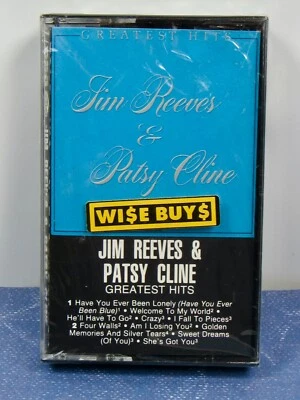 GREATEST HITS
Jim Reeves
&
Patsy Cline
WI$E BUY$
JIM REEVES &
PATSY CLINE
GREATEST HITS
1 Have You Ever Been Lonely (Have You Ever
Been Blue)¹ • Welcome To My World² •
He'll Have To Go² • Crazy³ • I Fall To Pieces³
2 Four Walls² • Am I Losing You² • Golden
Memories And Silver Tears⁴ • Sweet Dreams
(Of You)³ • She's Got You³